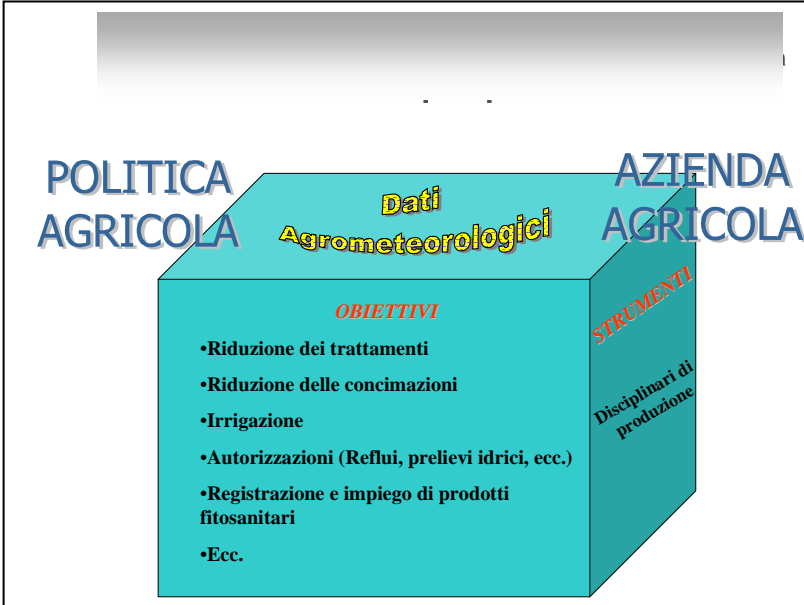 POLITICA
AGRICOLA
AZIENDA
AGRICOLA
Dati
Agrometeorologici
OBIETTIVI
•Riduzione dei trattamenti
•Riduzione delle concimazioni
•Irrigazione
•Autorizzazioni (Reflui, prelievi idrici, ecc.)
•Registrazione e impiego di prodotti
fitosanitari
•Ecc.
STRUMENTI
Disciplinari di
produzione